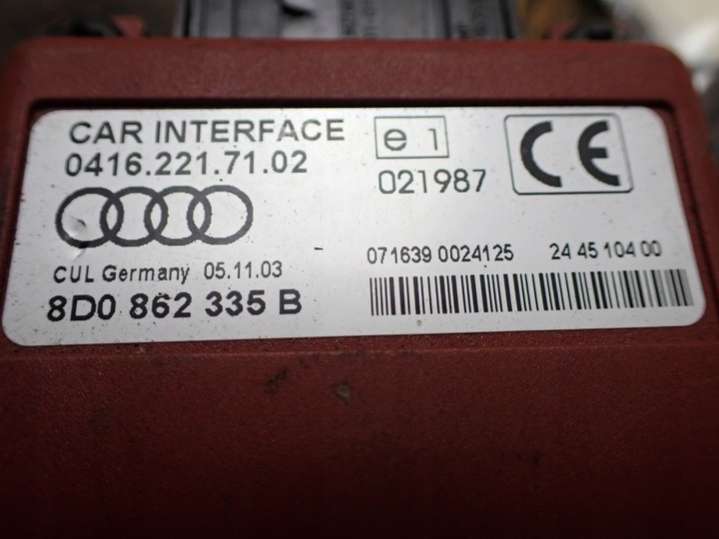 CAR INTERFACE
0416.221.71.02
e 1
021987
CE
CUL Germany 05.11.03
8D0 862 335 B
071639 0024125 24 45 104 00